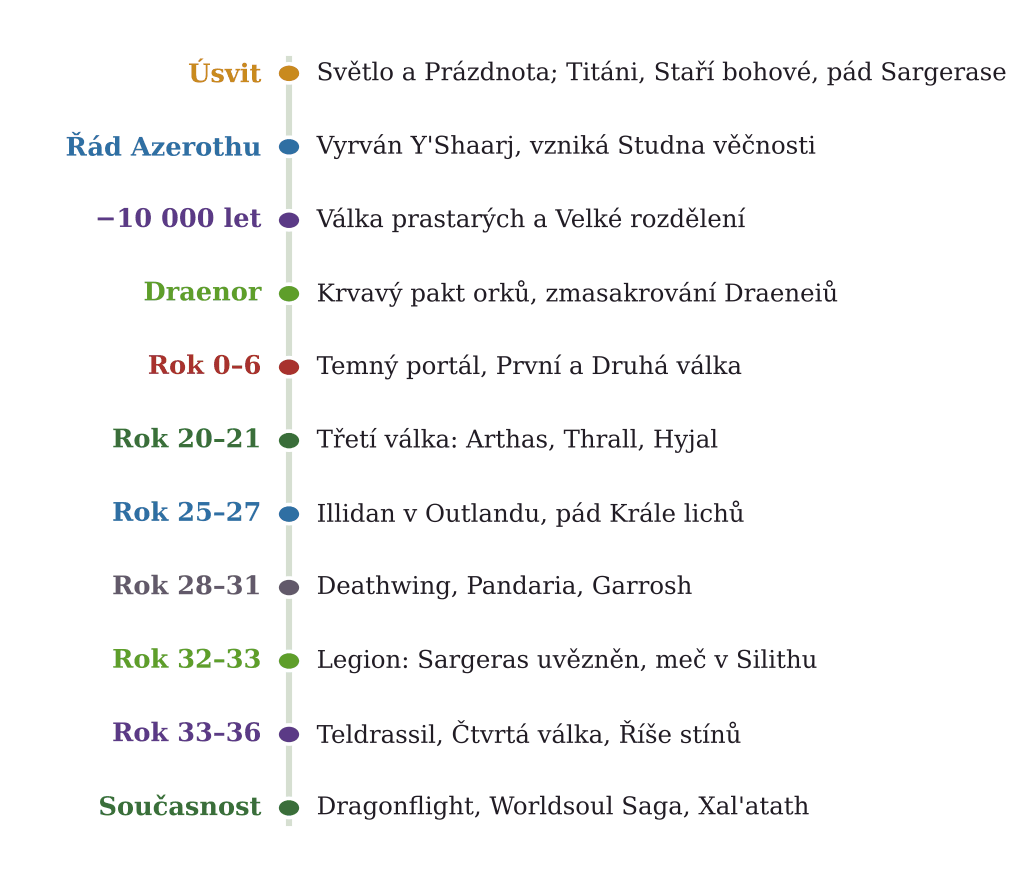 Úsvit Světlo a Prázdnota; Titáni, Staří bohové, pád Sargerase
Řád Azerothu Vyrván Y'Shaarj, vzniká Studna věčnosti
−10 000 let Válka prastarých a Velké rozdělení
Draenor Krvavý pakt orků, zmasakrování Draeneiů
Rok 0–6 Temný portál, První a Druhá válka
Rok 20–21 Třetí válka: Arthas, Thrall, Hyjal
Rok 25–27 Illidan v Outlandu, pád Krále lichů
Rok 28–31 Deathwing, Pandaria, Garrosh
Rok 32–33 Legion: Sargeras uvězněn, meč v Silithu
Rok 33–36 Teldrassil, Čtvrtá válka, Říše stínů
Současnost Dragonflight, Worldsoul Saga, Xal'atath